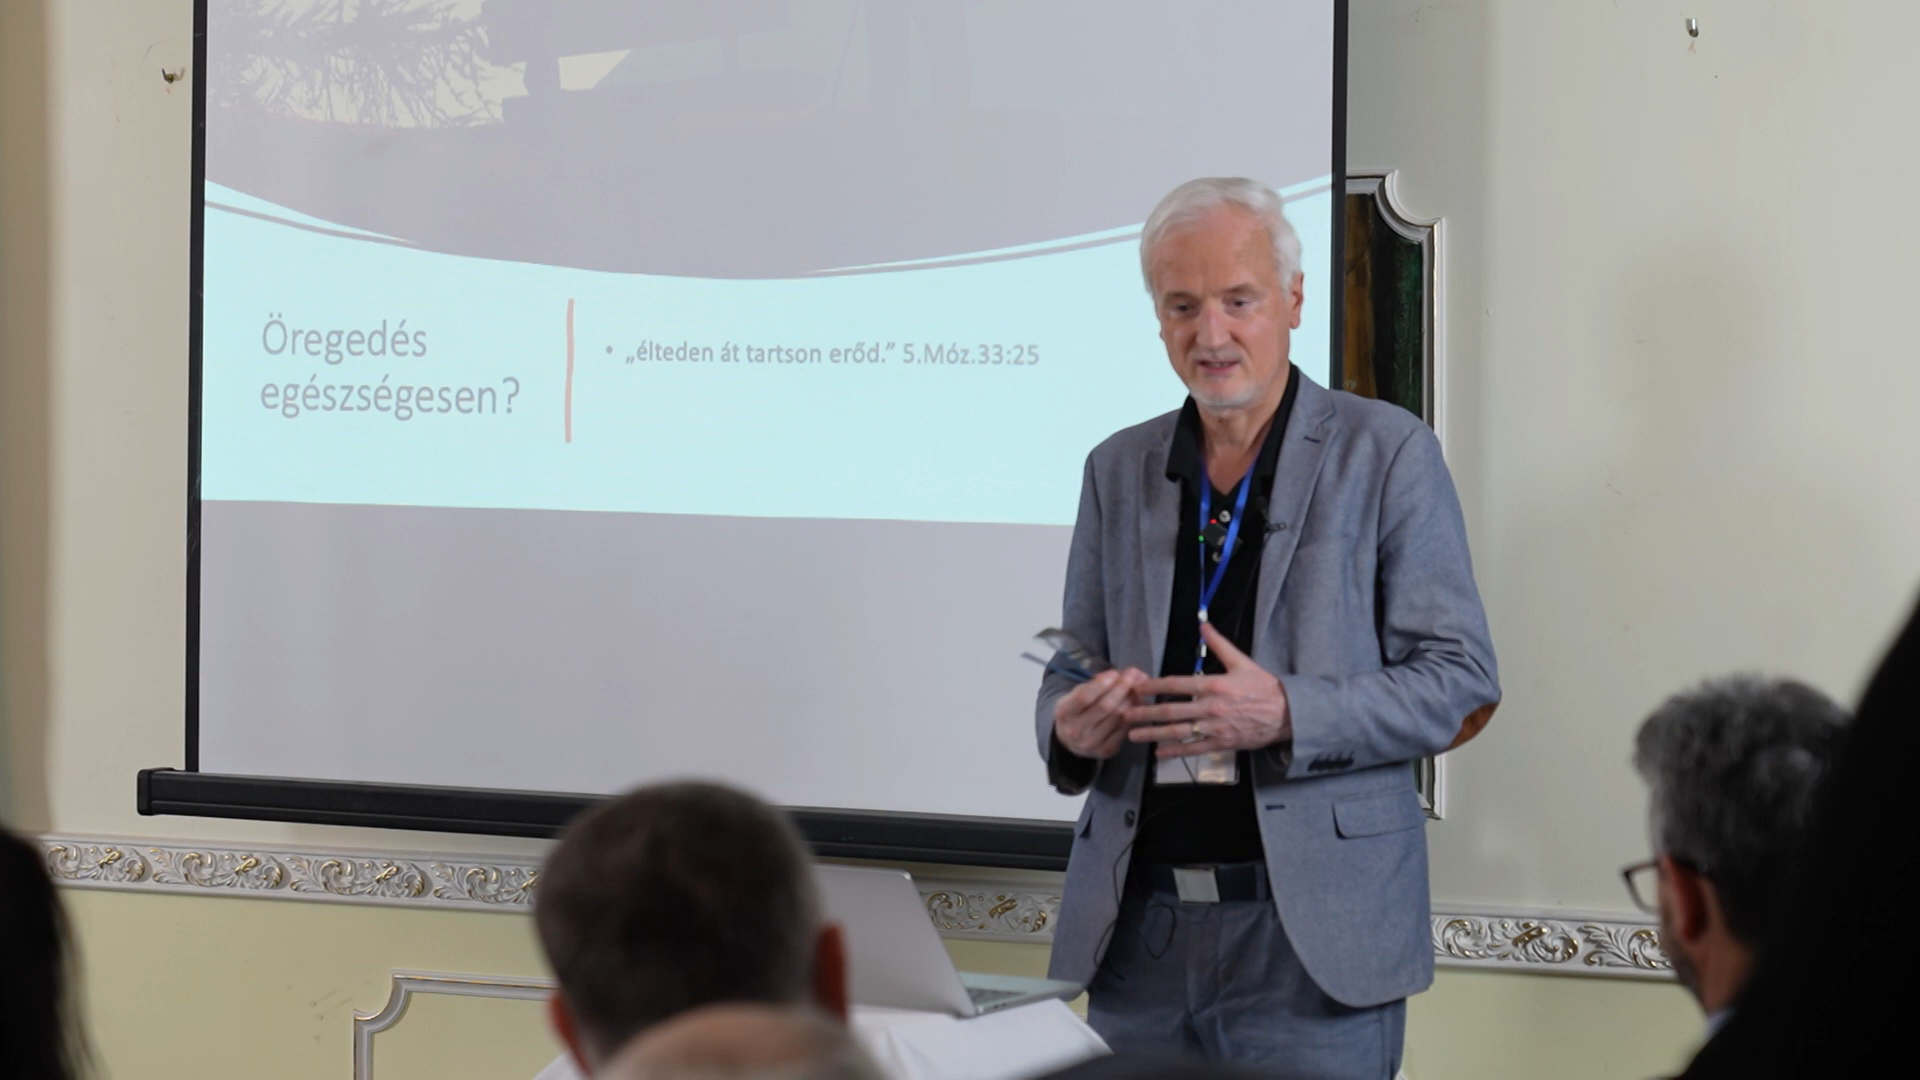 Öregedés
egészségesen?
• „élteden át tartson erőd.” 5.Móz.33:25